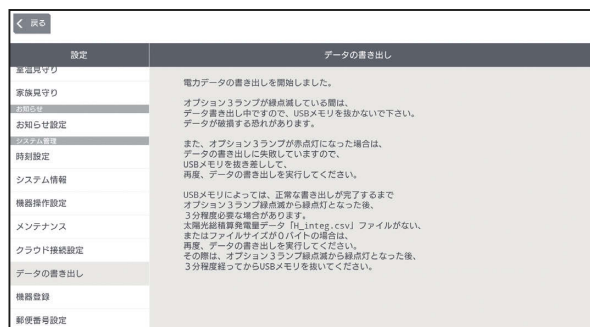 戻る
設定
データの書き出し
室温見守り
家族見守り
お知らせ
お知らせ設定
システム管理
時刻設定
システム情報
機器操作設定
メンテナンス
クラウド接続設定
データの書き出し
機器登録
郵便番号設定
電力データの書き出しを開始しました。
オプション３ランプが緑点滅している間は、
データ書き出し中ですので、USBメモリを抜かないで下さい。
データが破損する恐れがあります。
また、オプション３ランプが赤点灯になった場合は、
データの書き出しに失敗していますので、
USBメモリを抜き差しして、
再度、データの書き出しを実行してください。
USBメモリによっては、正常な書き出しが完了するまで
オプション３ランプ緑点滅から緑点灯となった後、
３分程度必要な場合があります。
太陽光総積算発電量データ「H_integ.csv」ファイルがない、
またはファイルサイズが０バイトの場合は、
再度、データの書き出しを実行してください。
その際は、オプション３ランプ緑点滅から緑点灯となった後、
３分程度経ってからUSBメモリを抜いてください。